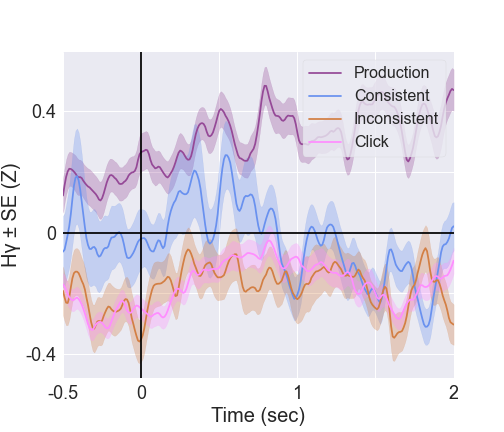 Production
Consistent
Inconsistent
Click
Hγ ± SE (Z)
0.4
0
-0.4
-0.5
0
1
2
Time (sec)